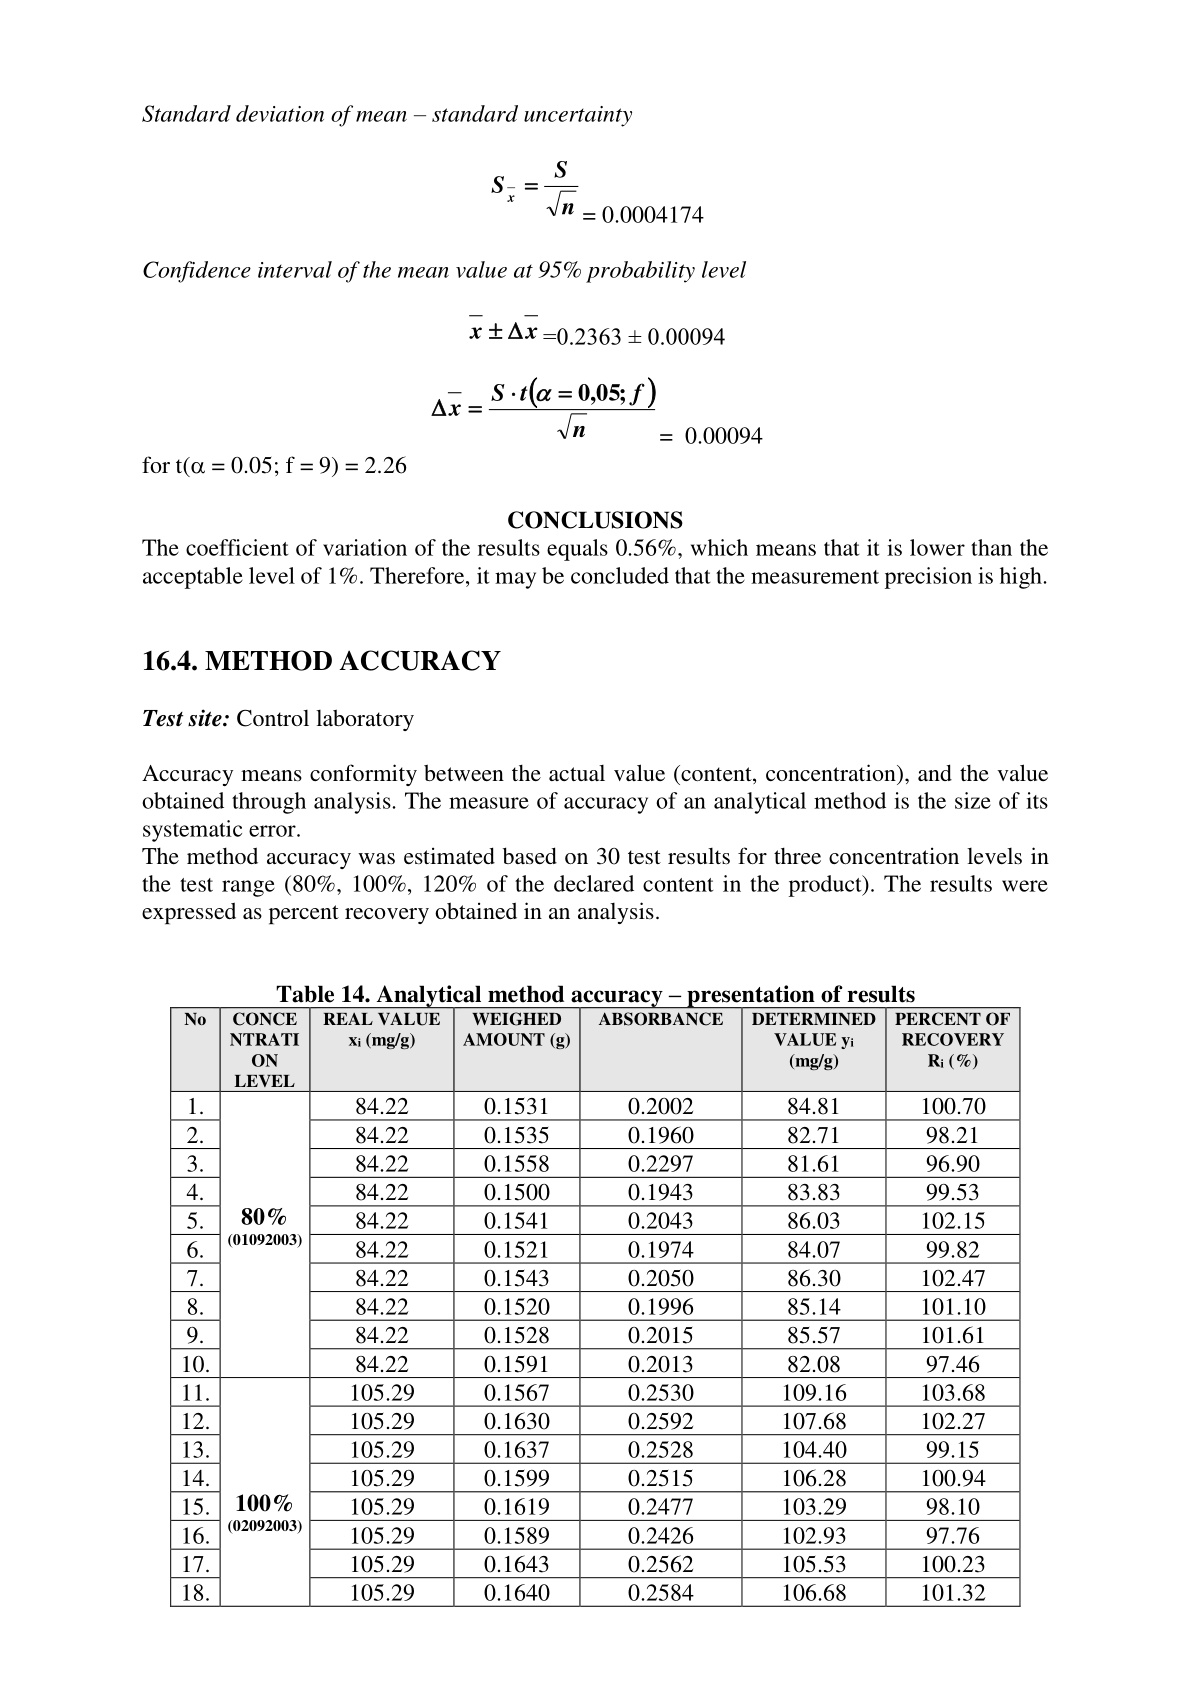 Standard deviation of mean – standard uncertainty
S x̄ = S / √n = 0.0004174
Confidence interval of the mean value at 95% probability level
x̄ ± Δx̄ =0.2363 ± 0.00094
Δx̄ = S · t(α = 0,05; f) / √n = 0.00094
for t(α = 0.05; f = 9) = 2.26
CONCLUSIONS
The coefficient of variation of the results equals 0.56%, which means that it is lower than the
acceptable level of 1%. Therefore, it may be concluded that the measurement precision is high.
16.4. METHOD ACCURACY
Test site: Control laboratory
Accuracy means conformity between the actual value (content, concentration), and the value
obtained through analysis. The measure of accuracy of an analytical method is the size of its
systematic error.
The method accuracy was estimated based on 30 test results for three concentration levels in
the test range (80%, 100%, 120% of the declared content in the product). The results were
expressed as percent recovery obtained in an analysis.
Table 14. Analytical method accuracy – presentation of results
No CONCE REAL VALUE WEIGHED ABSORBANCE DETERMINED PERCENT OF
NTRATI xi (mg/g) AMOUNT (g) VALUE yi RECOVERY
ON (mg/g) Ri (%)
LEVEL
1. 84.22 0.1531 0.2002 84.81 100.70
2. 84.22 0.1535 0.1960 82.71 98.21
3. 84.22 0.1558 0.2297 81.61 96.90
4. 84.22 0.1500 0.1943 83.83 99.53
5. 80% 84.22 0.1541 0.2043 86.03 102.15
6. (01092003) 84.22 0.1521 0.1974 84.07 99.82
7. 84.22 0.1543 0.2050 86.30 102.47
8. 84.22 0.1520 0.1996 85.14 101.10
9. 84.22 0.1528 0.2015 85.57 101.61
10. 84.22 0.1591 0.2013 82.08 97.46
11. 105.29 0.1567 0.2530 109.16 103.68
12. 105.29 0.1630 0.2592 107.68 102.27
13. 105.29 0.1637 0.2528 104.40 99.15
14. 105.29 0.1599 0.2515 106.28 100.94
15. 100% 105.29 0.1619 0.2477 103.29 98.10
16. (02092003) 105.29 0.1589 0.2426 102.93 97.76
17. 105.29 0.1643 0.2562 105.53 100.23
18. 105.29 0.1640 0.2584 106.68 101.32